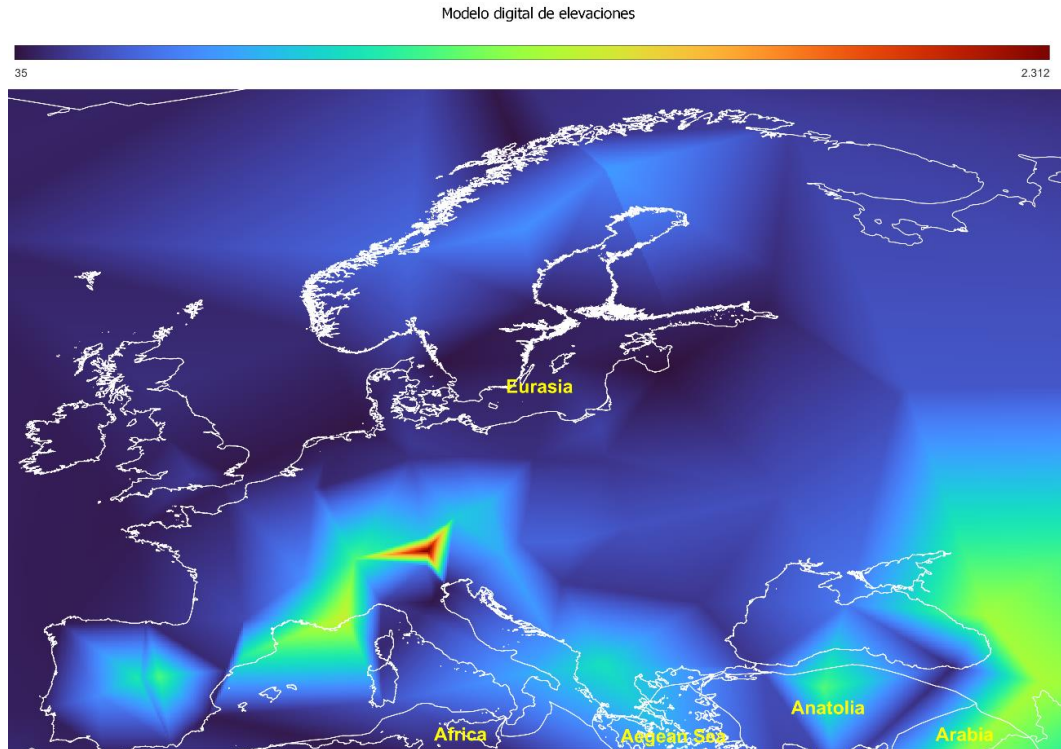 Modelo digital de elevaciones
35
2.312
Eurasia
Anatolia
Africa
Aegean Sea
Arabia